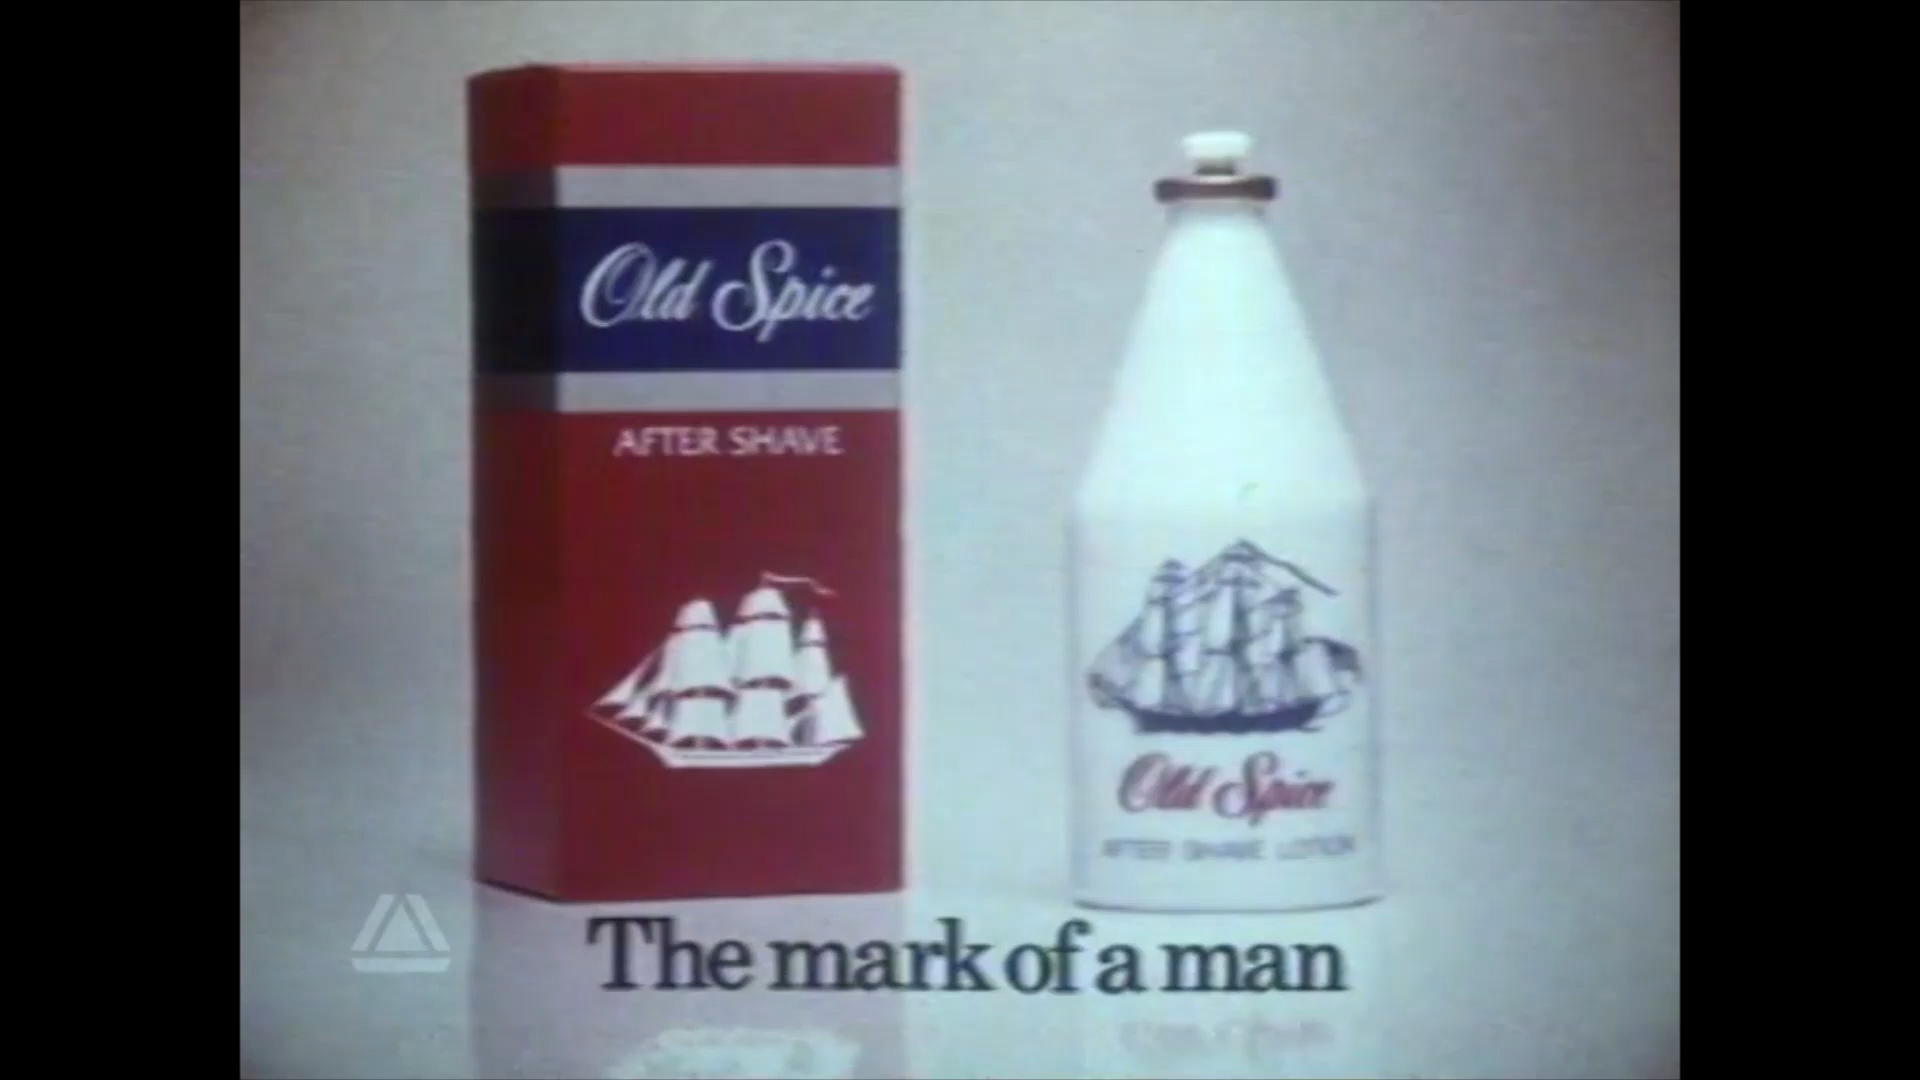 Old Spice
AFTER SHAVE
Old Spice
AFTER SHAVE LOTION
The mark of a man